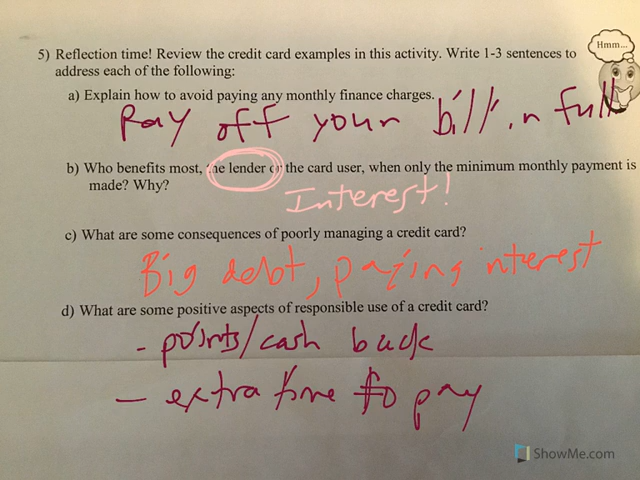 Hmm...
5) Reflection time! Review the credit card examples in this activity. Write 1-3 sentences to
address each of the following:
a) Explain how to avoid paying any monthly finance charges.
Pay off your bill in full
b) Who benefits most, the lender or the card user, when only the minimum monthly payment is
made? Why?
Interest!
c) What are some consequences of poorly managing a credit card?
Big debt, paying interest
d) What are some positive aspects of responsible use of a credit card?
- points/cash back
- extra time to pay
ShowMe.com